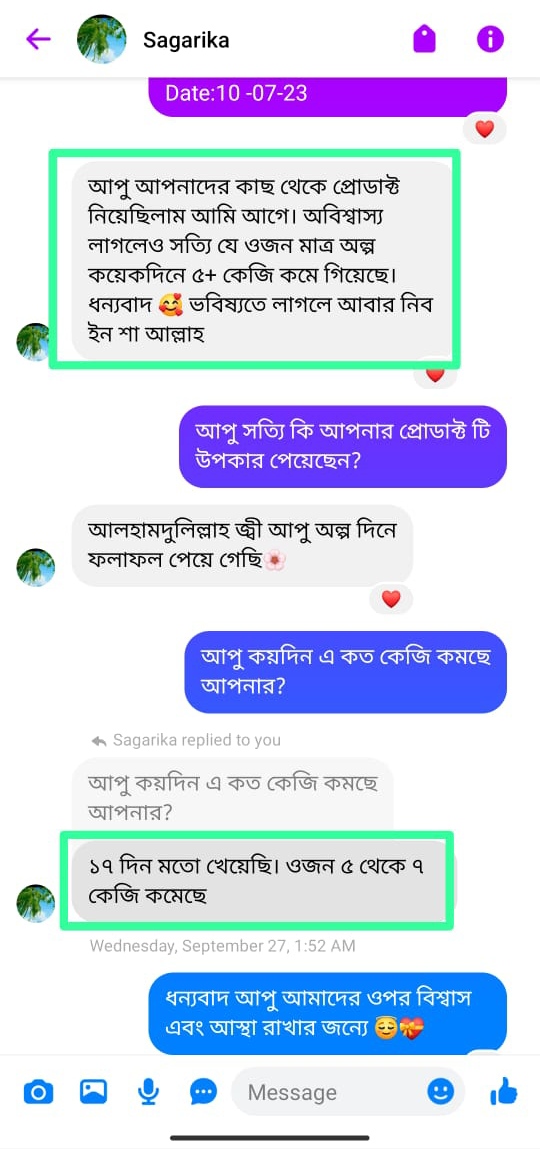 Sagarika
Date:10 -07-23
আপু আপনাদের কাছ থেকে প্রোডাক্ট
নিয়েছিলাম আমি আগে। অবিশ্বাস্য
লাগলেও সত্যি যে ওজন মাত্র অল্প
কয়েকদিনে ৫+ কেজি কমে গিয়েছে।
ধন্যবাদ 🥰 ভবিষ্যতে লাগলে আবার নিব
ইন শা আল্লাহ
আপু সত্যি কি আপনার প্রোডাক্ট টি
উপকার পেয়েছেন?
আলহামদুলিল্লাহ জ্বী আপু অল্প দিনে
ফলাফল পেয়ে গেছি🌸
আপু কয়দিন এ কত কেজি কমছে
আপনার?
Sagarika replied to you
আপু কয়দিন এ কত কেজি কমছে
আপনার?
১৭ দিন মতো খেয়েছি। ওজন ৫ থেকে ৭
কেজি কমেছে
Wednesday, September 27, 1:52 AM
ধন্যবাদ আপু আমাদের ওপর বিশ্বাস
এবং আস্থা রাখার জন্যে 😇💝
Message